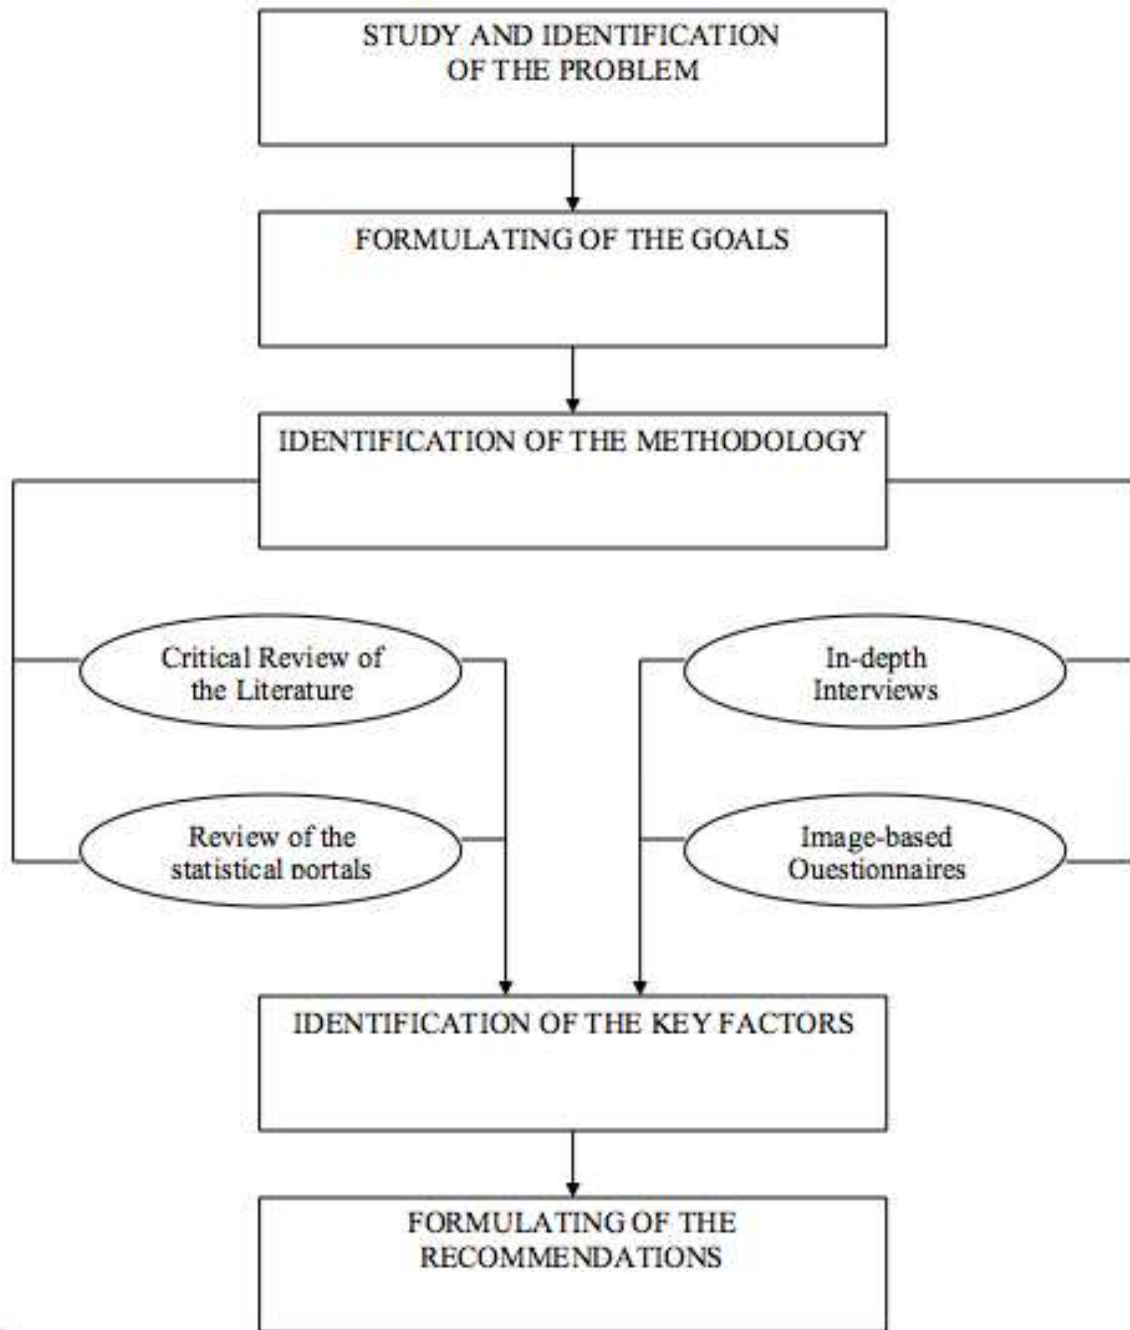 STUDY AND IDENTIFICATION
OF THE PROBLEM
FORMULATING OF THE GOALS
IDENTIFICATION OF THE METHODOLOGY
Critical Review of
the Literature
In-depth
Interviews
Review of the
statistical portals
Image-based
Questionnaires
IDENTIFICATION OF THE KEY FACTORS
FORMULATING OF THE
RECOMMENDATIONS